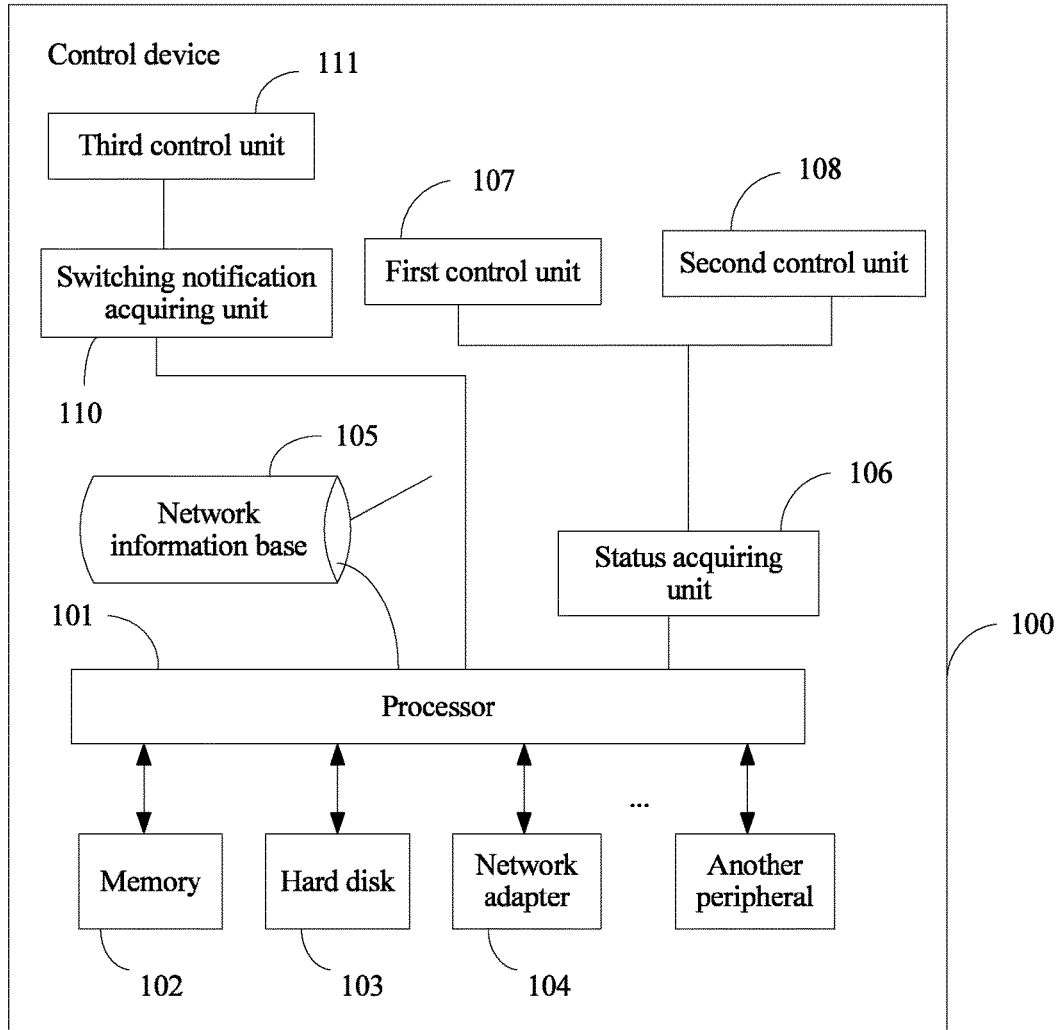 Control device
111
Third control unit
107
108
Switching notification
acquiring unit
First control unit
Second control unit
110
105
106
Network
information base
Status acquiring
unit
101
100
Processor
...
Memory
Hard disk
Network
adapter
Another
peripheral
102
103
104